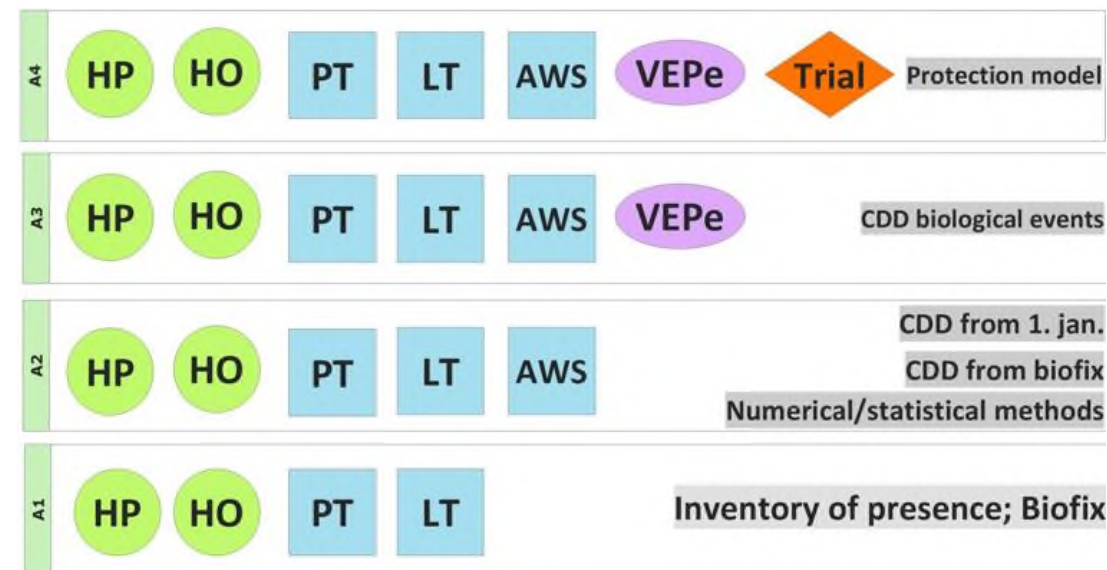 A4 HP HO PT LT AWS VEPe Trial Protection model
A3 HP HO PT LT AWS VEPe CDD biological events
CDD from 1. jan.
A2 HP HO PT LT AWS CDD from biofix
Numerical/statistical methods
A1 HP HO PT LT Inventory of presence; Biofix